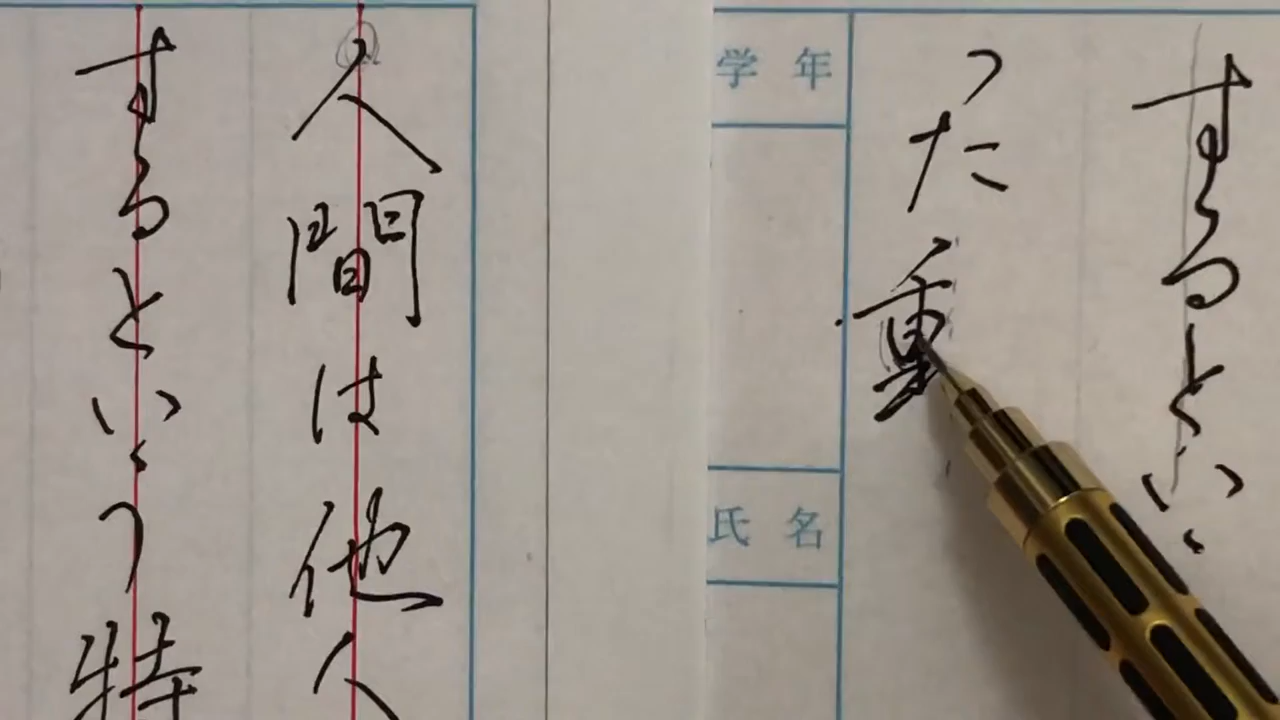 人間は他人
するという特
するとい
った重
学年
氏名